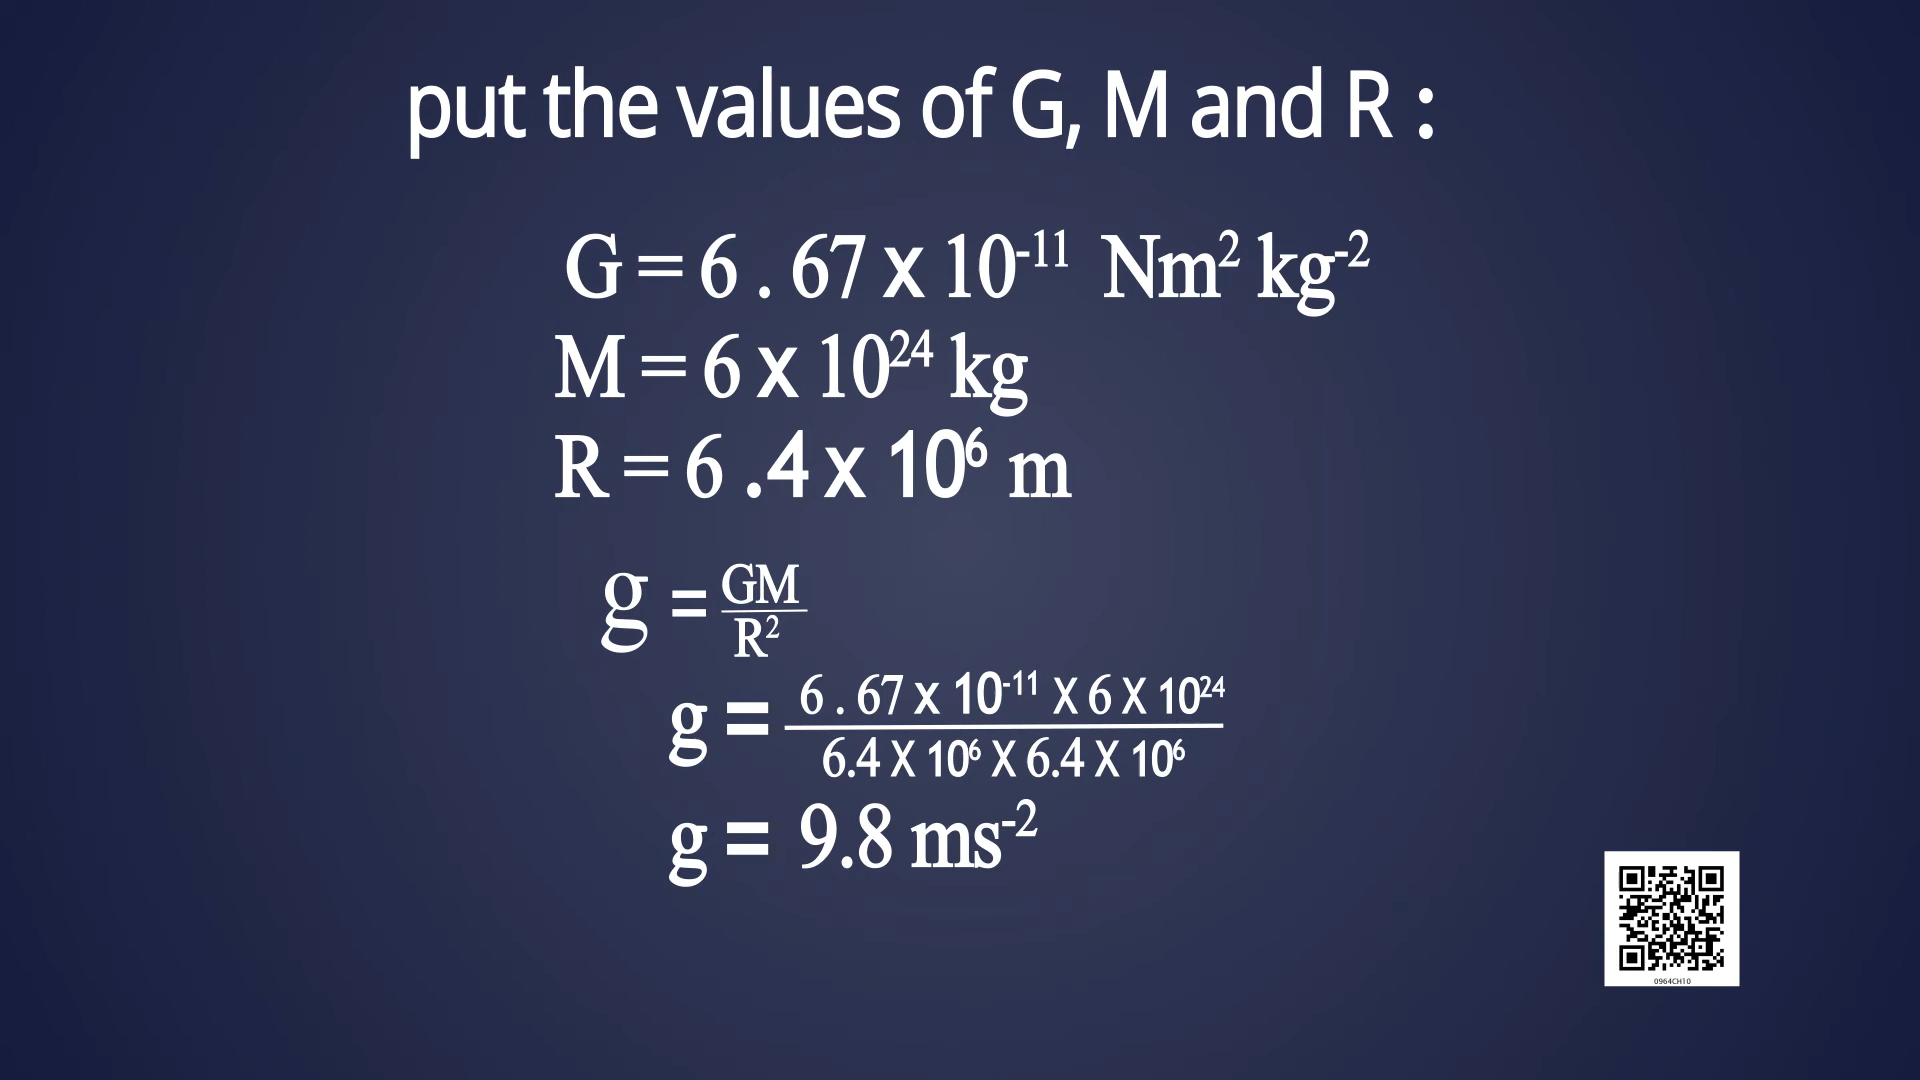 put the values of G, M and R :
G = 6 . 67 x 10⁻¹¹ Nm² kg⁻²
M = 6 x 10²⁴ kg
R = 6 .4 x 10⁶ m
g = GM
R²
g = 6 . 67 x 10⁻¹¹ X 6 X 10²⁴
6.4 X 10⁶ X 6.4 X 10⁶
g = 9.8 ms⁻²
0964CH10